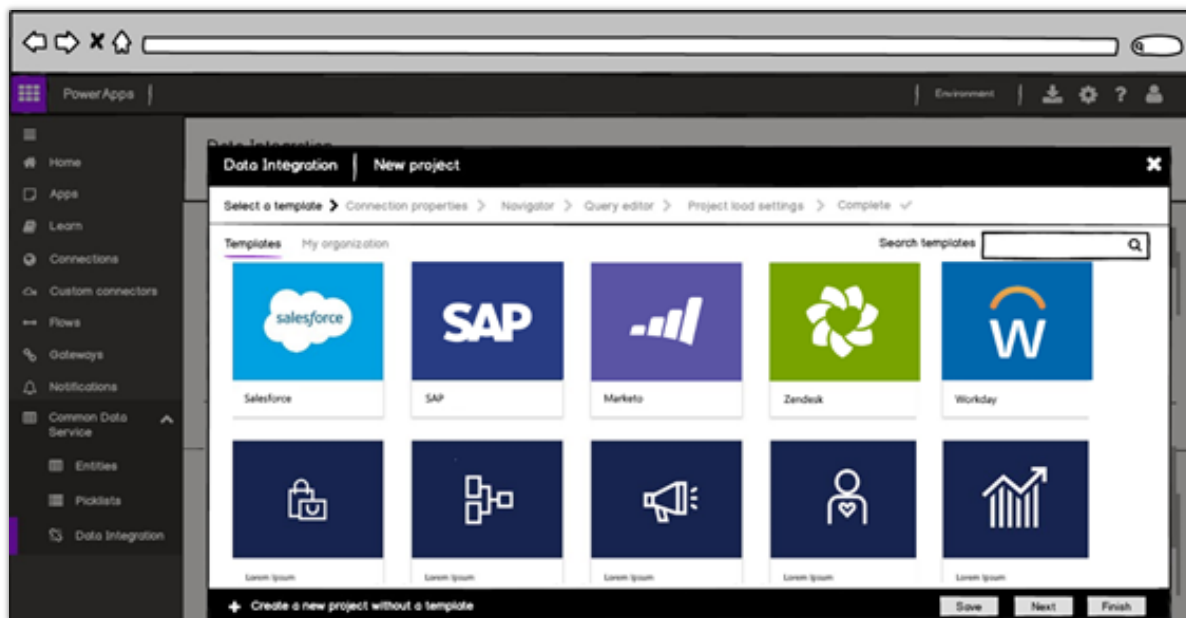 PowerApps
Environment
?
Home
Apps
Learn
Connections
Custom connectors
Flows
Gateways
Notifications
Common Data
Service
Entities
Picklists
Data Integration
Data Integration
Data Integration | New project
Select a template > Connection properties > Navigator > Query editor > Project load settings > Complete
Templates My organization Search templates
salesforce
SAP
W
Salesforce SAP Marketo Zendesk Workday
Lorem Ipsum Lorem Ipsum Lorem Ipsum Lorem Ipsum Lorem Ipsum
+ Create a new project without a template
Save Next Finish